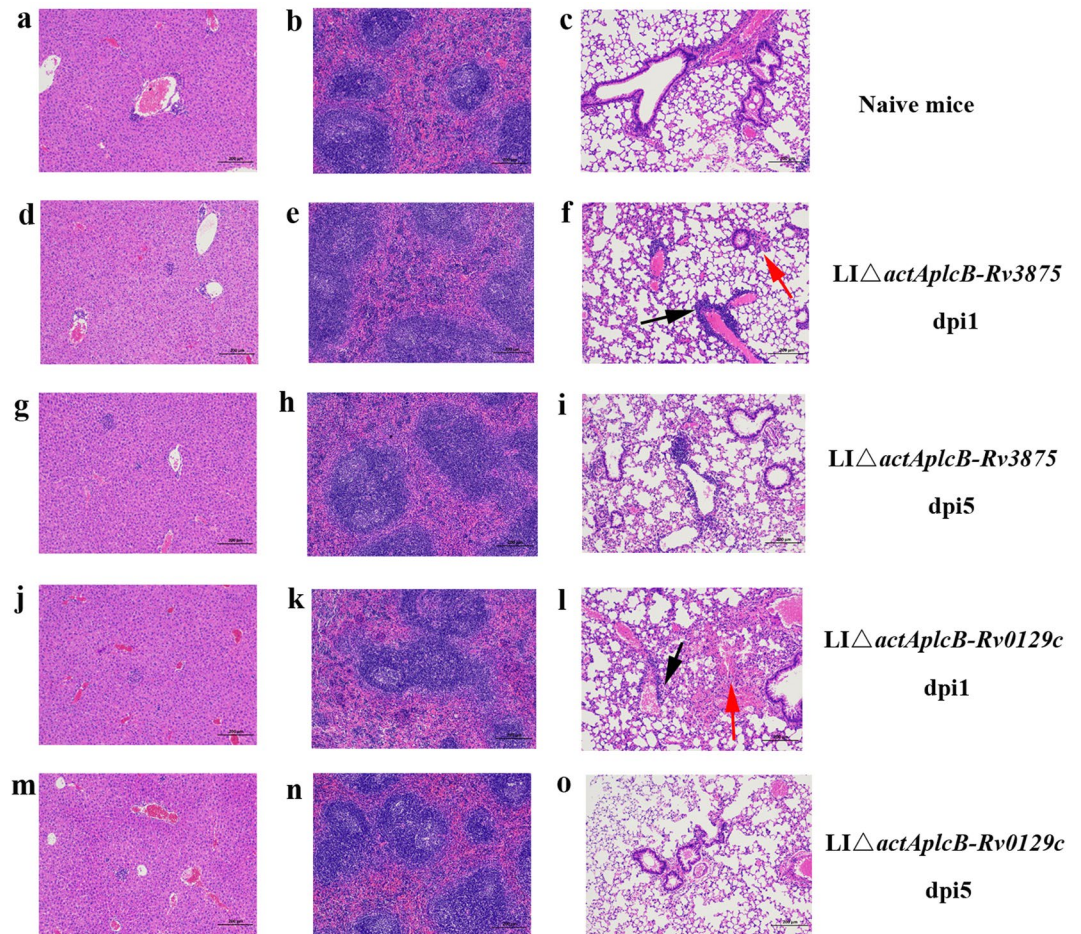 a b c
Naive mice
d e f
LI△actAplcB-Rv3875
dpi1
g h i
LI△actAplcB-Rv3875
dpi5
j k l
LI△actAplcB-Rv0129c
dpi1
m n o
LI△actAplcB-Rv0129c
dpi5